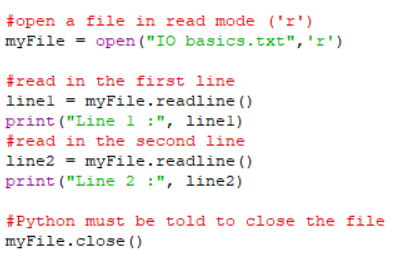 #open a file in read mode ('r')
myFile = open("IO basics.txt",'r')
#read in the first line
line1 = myFile.readline()
print("Line 1 :", line1)
#read in the second line
line2 = myFile.readline()
print("Line 2 :", line2)
#Python must be told to close the file
myFile.close()